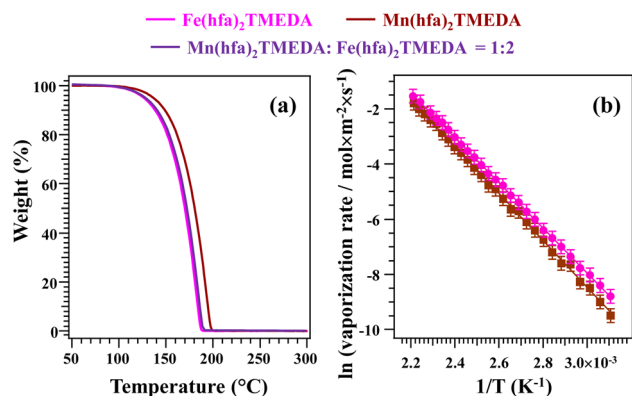 Fe(hfa)₂TMEDA
Mn(hfa)₂TMEDA
Mn(hfa)₂TMEDA: Fe(hfa)₂TMEDA = 1:2
(a)
Weight (%)
100
80
60
40
20
0
50
100
150
200
250
300
Temperature (°C)
(b)
ln (vaporization rate / mol×m⁻²×s⁻¹)
-2
-4
-6
-8
-10
2.2
2.4
2.6
2.8
3.0×10⁻³
1/T (K⁻¹)